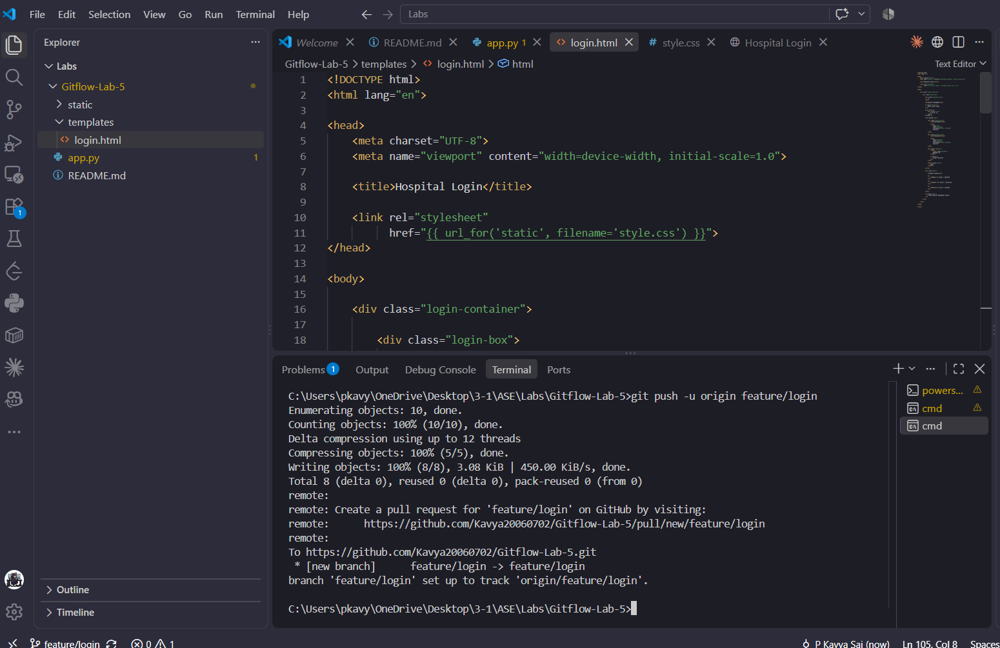 File Edit Selection View Go Run Terminal Help
Labs
Explorer
Labs
Gitflow-Lab-5
static
templates
login.html
app.py 1
README.md
Outline
Timeline
1
Welcome
README.md
app.py 1
login.html
# style.css
Hospital Login
Gitflow-Lab-5 > templates > login.html > html
Text Editor
1 <!DOCTYPE html>
2 <html lang="en">
3
4 <head>
5 <meta charset="UTF-8">
6 <meta name="viewport" content="width=device-width, initial-scale=1.0">
7
8 <title>Hospital Login</title>
9
10 <link rel="stylesheet"
11 href="{{ url_for('static', filename='style.css') }}">
12 </head>
13
14 <body>
15
16 <div class="login-container">
17
18 <div class="login-box">
Problems 1 Output Debug Console Terminal Ports
C:\Users\pkavy\OneDrive\Desktop\3-1\ASE\Labs\Gitflow-Lab-5>git push -u origin feature/login
Enumerating objects: 10, done.
Counting objects: 100% (10/10), done.
Delta compression using up to 12 threads
Compressing objects: 100% (5/5), done.
Writing objects: 100% (8/8), 3.08 KiB | 450.00 KiB/s, done.
Total 8 (delta 0), reused 0 (delta 0), pack-reused 0 (from 0)
remote:
remote: Create a pull request for 'feature/login' on GitHub by visiting:
remote:      https://github.com/Kavya20060702/Gitflow-Lab-5/pull/new/feature/login
remote:
To https://github.com/Kavya20060702/Gitflow-Lab-5.git
 * [new branch]      feature/login -> feature/login
branch 'feature/login' set up to track 'origin/feature/login'.
C:\Users\pkavy\OneDrive\Desktop\3-1\ASE\Labs\Gitflow-Lab-5>
powers...
cmd
cmd
feature/login 0 1
P Kavya Sai (now) Ln 105, Col 8 Spaces